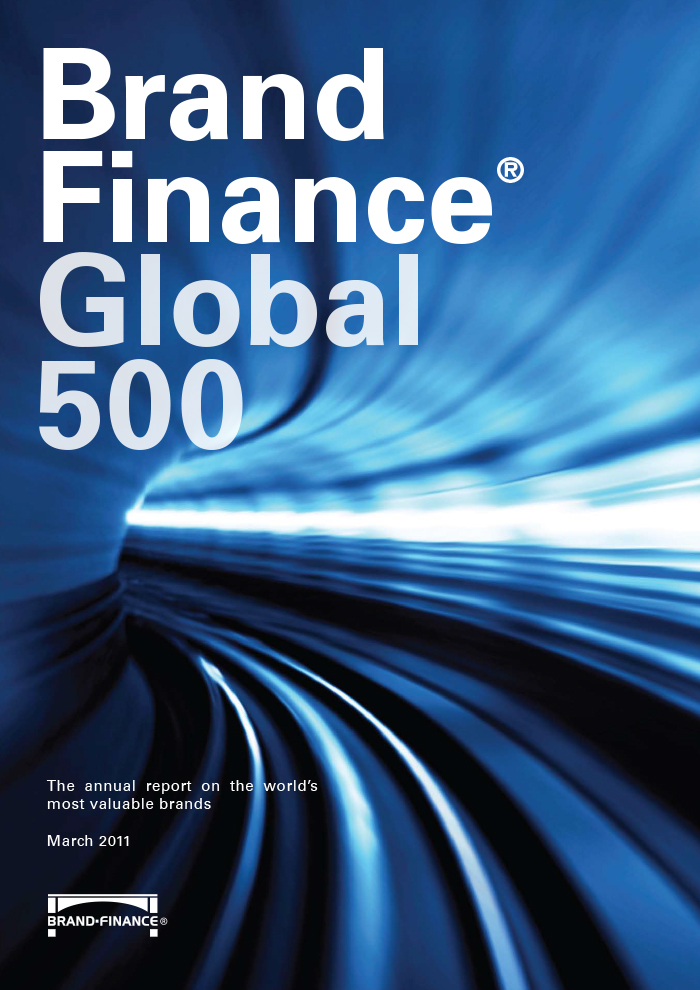 Brand
Finance®
Global
500
The annual report on the world's
most valuable brands
March 2011
BRAND•FINANCE®